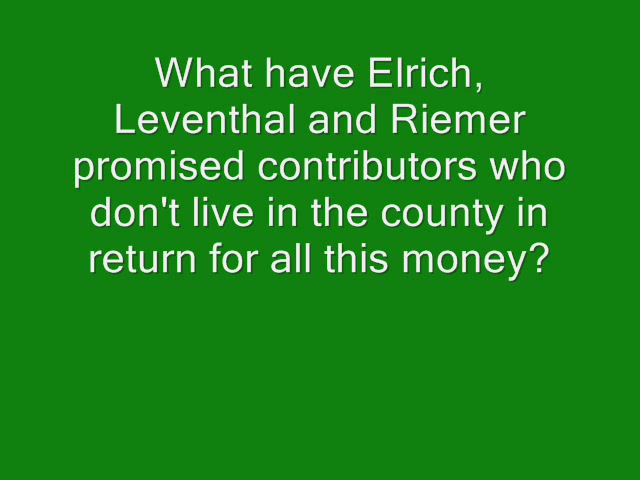 What have Elrich,
Leventhal and Riemer
promised contributors who
don't live in the county in
return for all this money?